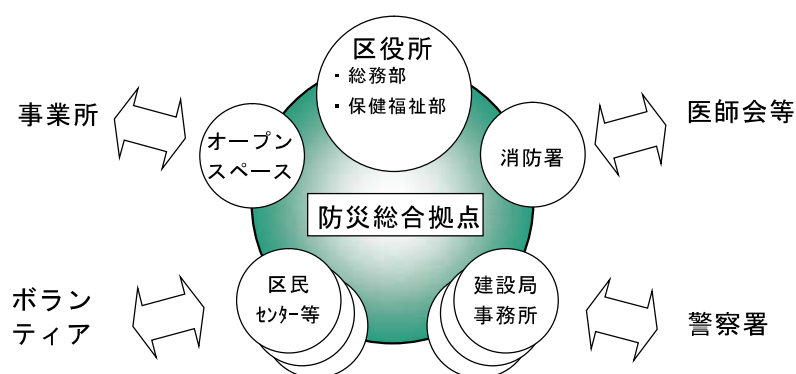 区役所
・総務部
・保健福祉部
事業所
医師会等
オープン
スペース
消防署
防災総合拠点
区民
センター等
建設局
事務所
ボラン
ティア
警察署